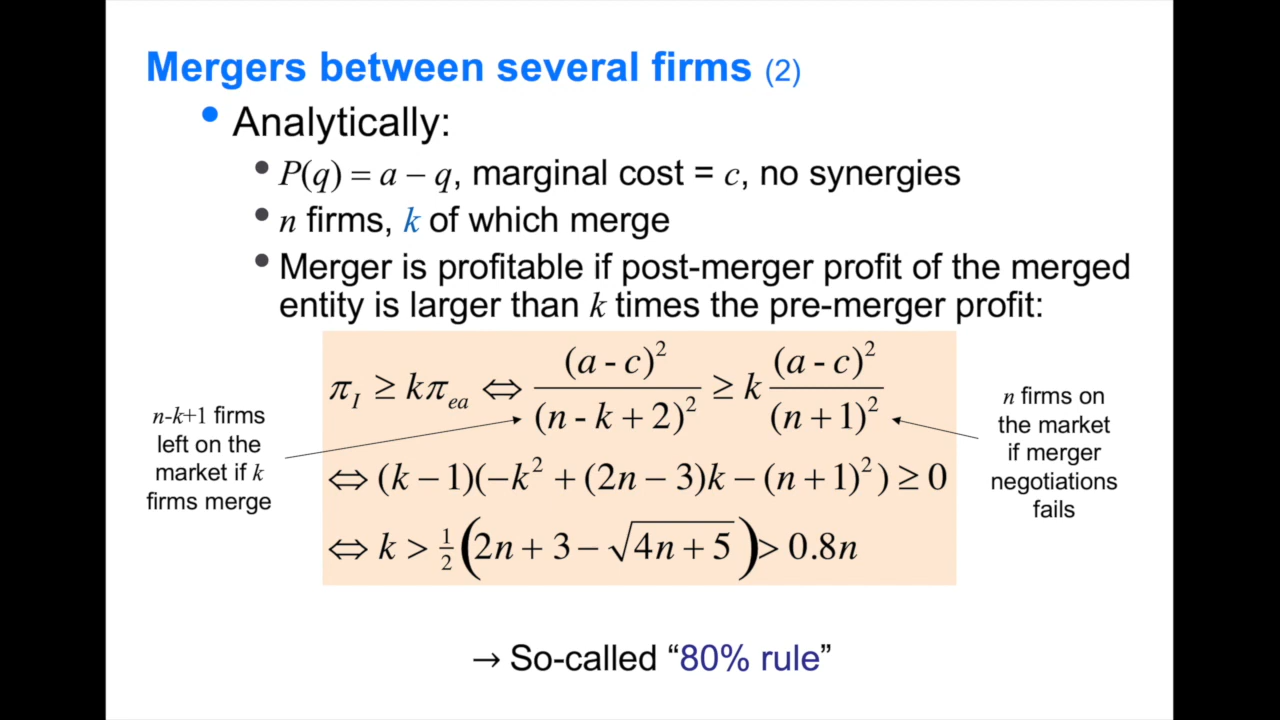 Mergers between several firms (2)
• Analytically:
• P(q) = a – q, marginal cost = c, no synergies
• n firms, k of which merge
• Merger is profitable if post-merger profit of the merged
entity is larger than k times the pre-merger profit:
π_I ≥ kπ_ea ⇔ (a - c)² / (n - k + 2)² ≥ k (a - c)² / (n + 1)²
⇔ (k − 1)(−k² + (2n − 3)k − (n + 1)²) ≥ 0
⇔ k > ½(2n + 3 − √(4n + 5)) > 0.8n
n-k+1 firms
left on the
market if k
firms merge
n firms on
the market
if merger
negotiations
fails
→ So-called “80% rule”